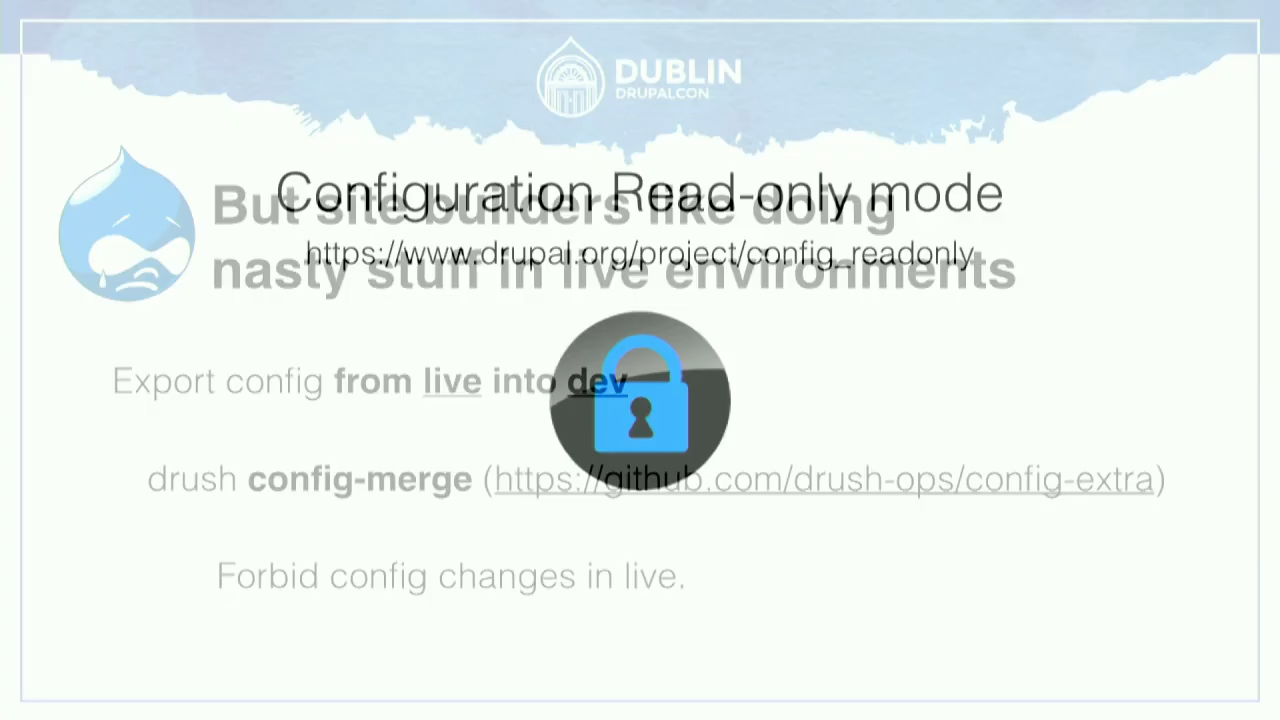 DUBLIN
DRUPALCON
Configuration Read-only mode
https://www.drupal.org/project/config_readonly
But site builders like doing
nasty stuff in live environments
Export config from live into dev
drush config-merge (https://github.com/drush-ops/config-extra)
Forbid config changes in live.